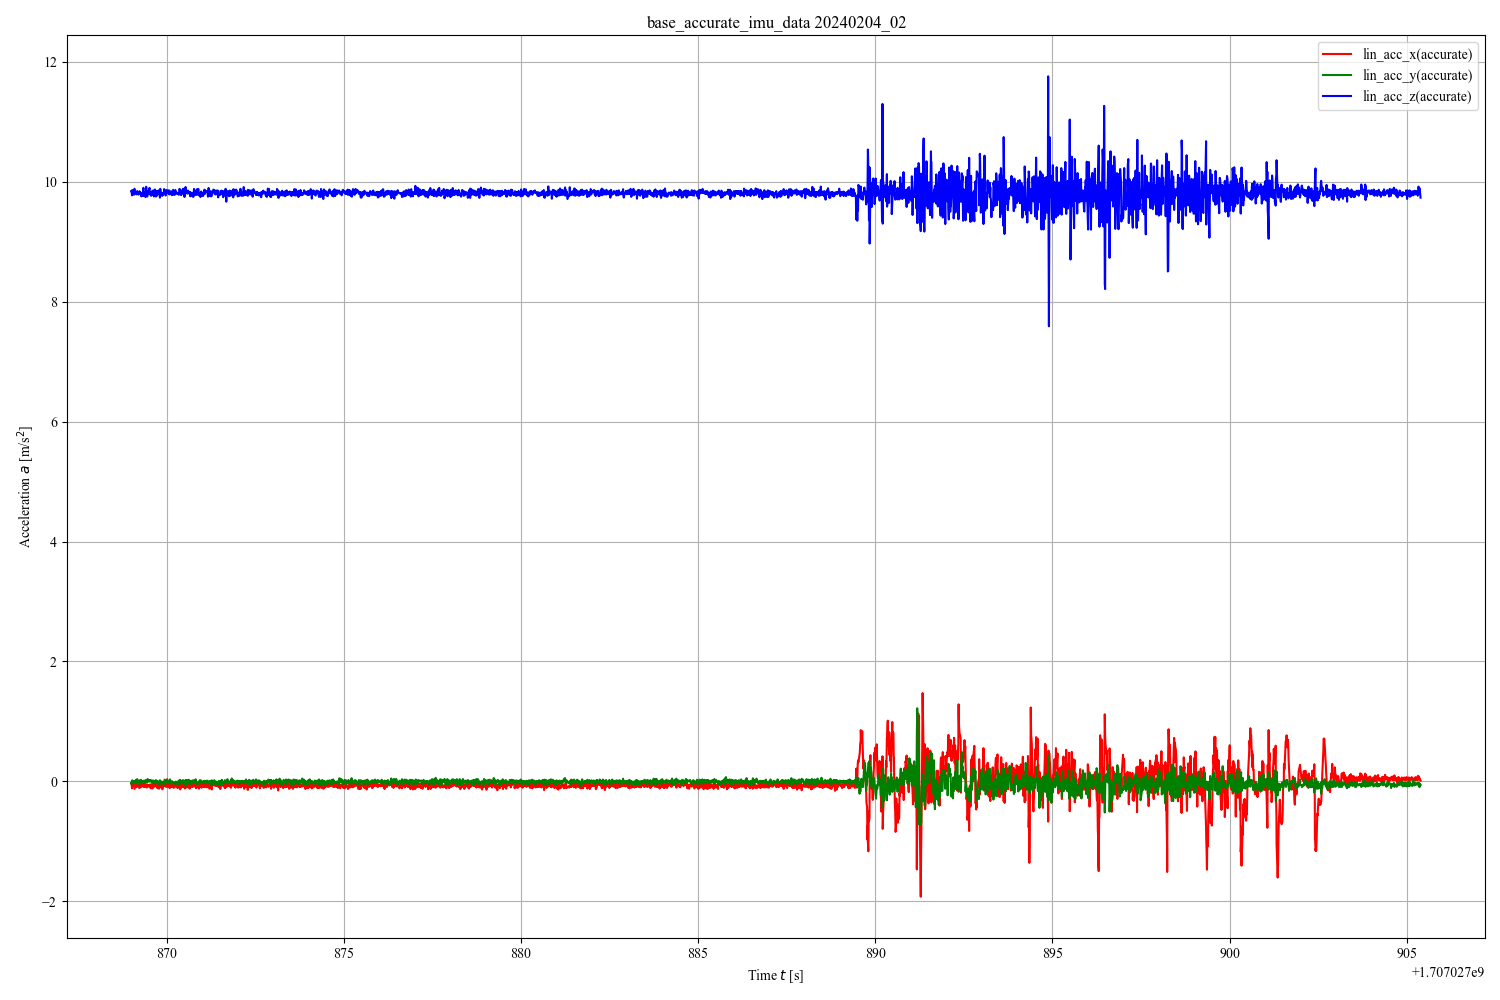 base_accurate_imu_data 20240204_02
lin_acc_x(accurate)
lin_acc_y(accurate)
lin_acc_z(accurate)
12
10
8
6
4
2
0
−2
Acceleration a [m/s²]
870 875 880 885 890 895 900 905
+1.707027e9
Time t [s]